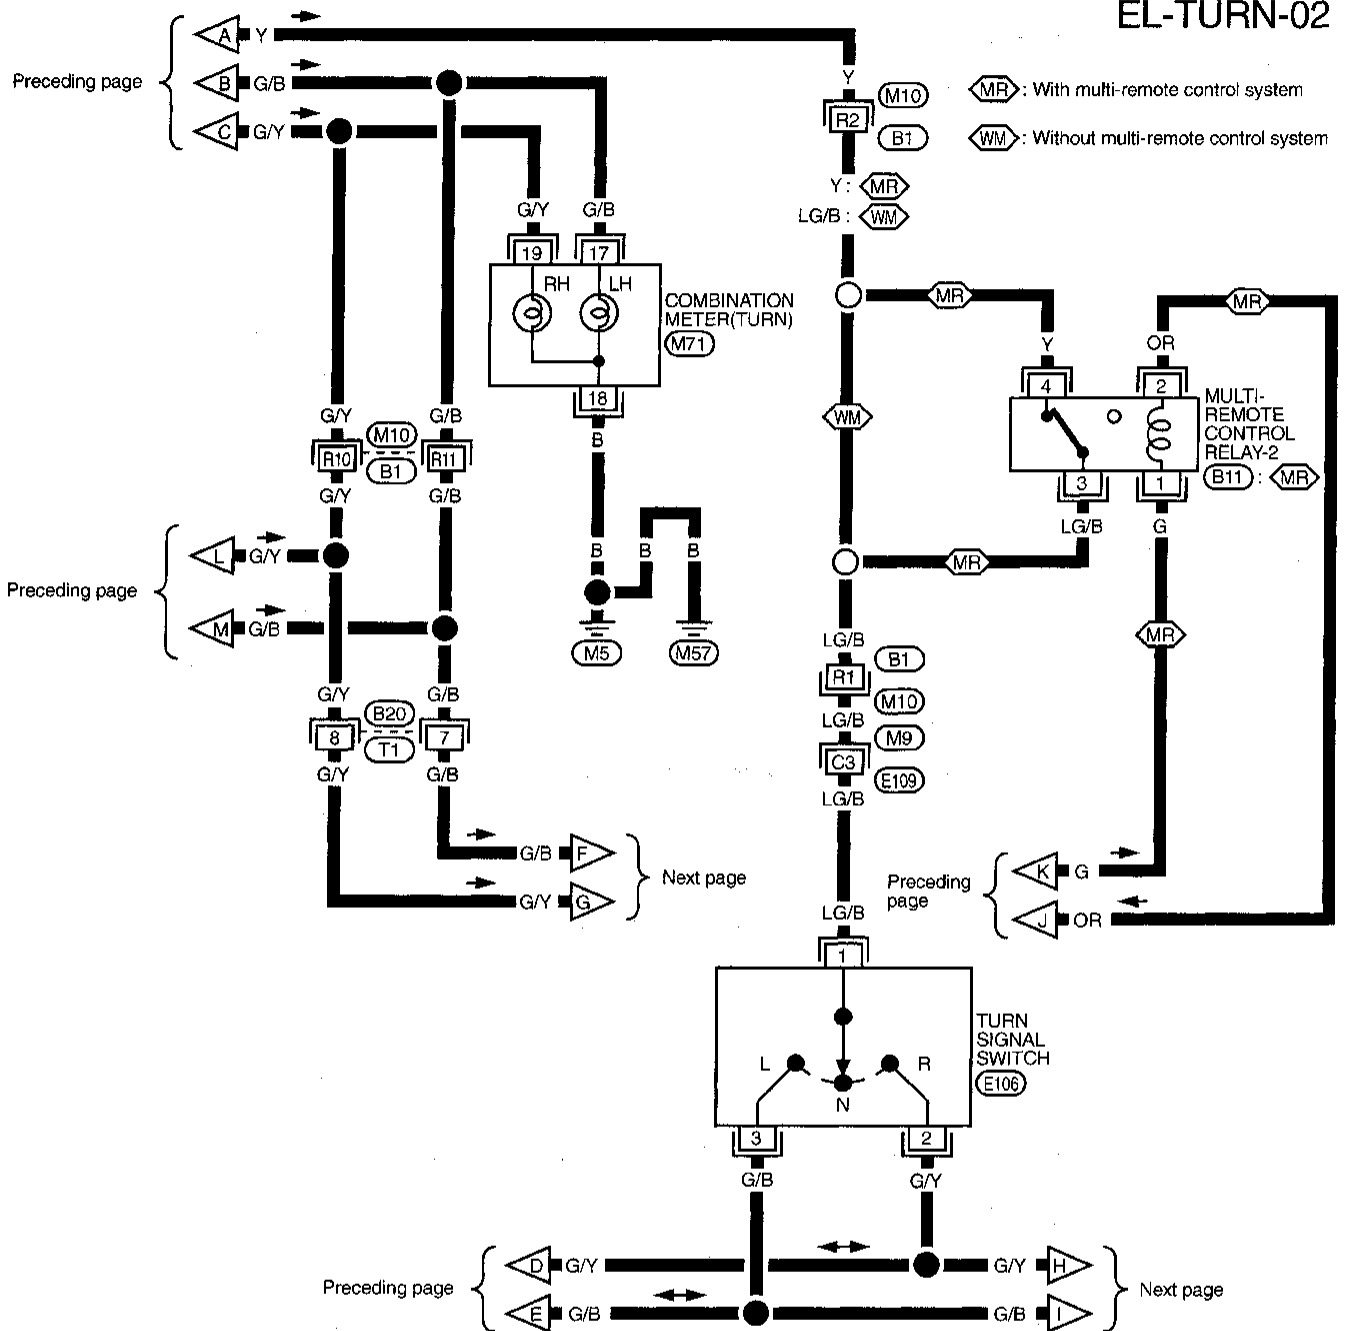 EL-TURN-02
A Y
Preceding page
B G/B
C G/Y
Y
R2
M10
B1
MR : With multi-remote control system
WM : Without multi-remote control system
Y : MR
LG/B : WM
G/Y
G/B
19
17
RH
LH
COMBINATION
METER(TURN)
M71
18
B
MR
MR
Y
OR
4
2
MULTI-
REMOTE
CONTROL
RELAY-2
B11 : MR
3
1
LG/B
G
WM
G/Y
G/B
M10
R10
R11
B1
G/Y
G/B
L G/Y
Preceding page
M G/B
B
B
B
M5
M57
MR
MR
LG/B
B1
R1
M10
LG/B
M9
C3
E109
LG/B
G/Y
G/B
B20
8
7
T1
G/Y
G/B
G/B F
Next page
G/Y G
K G
Preceding
page
J OR
LG/B
1
TURN
SIGNAL
SWITCH
E106
L
R
N
3
2
G/B
G/Y
D G/Y
G/Y H
Preceding page
Next page
E G/B
G/B I